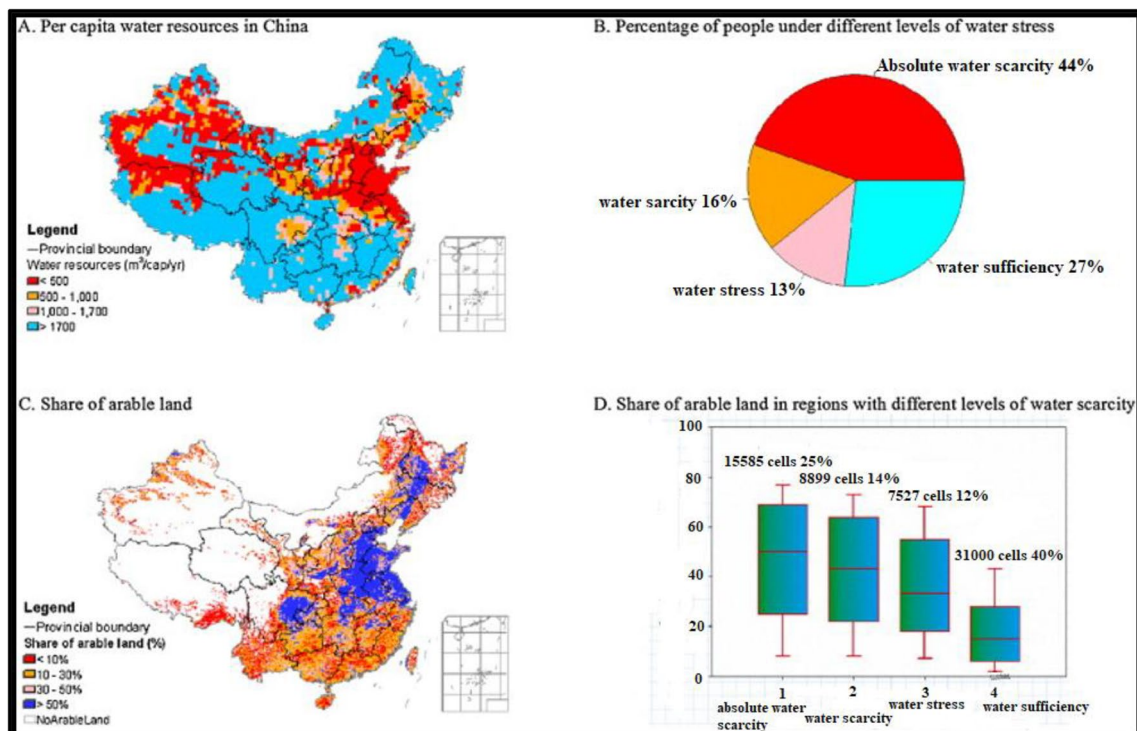 A. Per capita water resources in China
Legend
Provincial boundary
Water resources (m³/cap/yr)
< 500
500 - 1,000
1,000 - 1,700
> 1700
B. Percentage of people under different levels of water stress
Absolute water scarcity 44%
water sarcity 16%
water stress 13%
water sufficiency 27%
C. Share of arable land
Legend
Provincial boundary
Share of arable land (%)
< 10%
10 - 30%
30 - 50%
> 50%
NoArableLand
D. Share of arable land in regions with different levels of water scarcity
100
80
60
40
20
0
15585 cells 25%
8899 cells 14%
7527 cells 12%
31000 cells 40%
1
2
3
4
absolute water
scarcity
water scarcity
water stress
water sufficiency